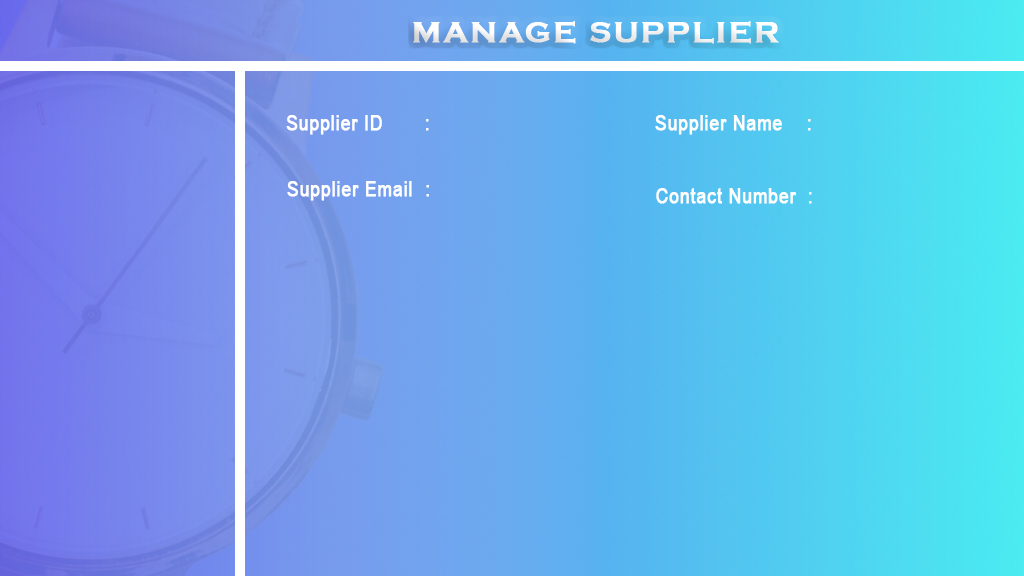 MANAGE SUPPLIER
Supplier ID :
Supplier Name :
Supplier Email :
Contact Number :